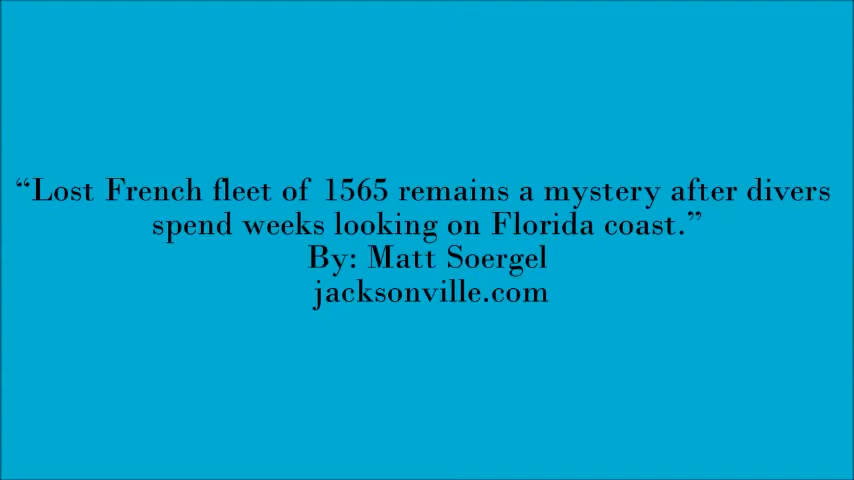 “Lost French fleet of 1565 remains a mystery after divers
spend weeks looking on Florida coast.”
By: Matt Soergel
jacksonville.com